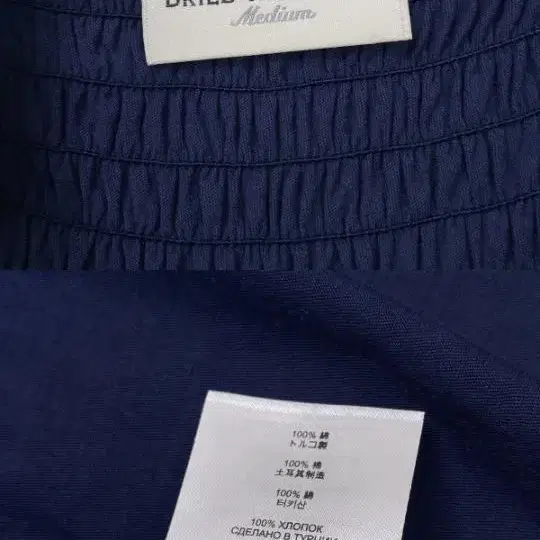 Medium
100% 綿
トルコ製
100% 棉
土耳其制造
100% 綿
터키산
100% ХЛОПОК
СДЕЛАНО В ТУРЦИИ